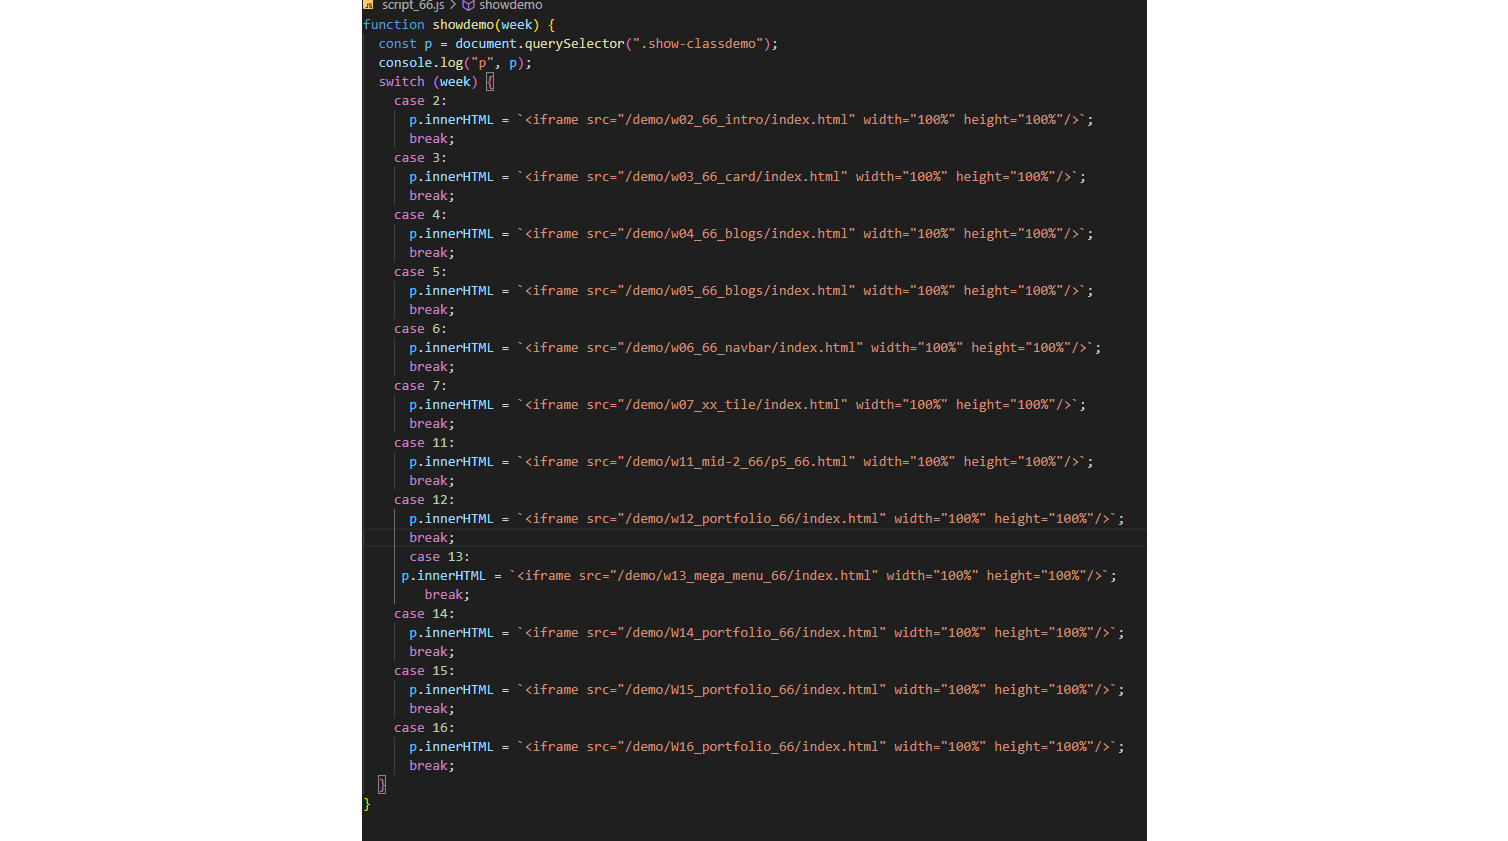 JS script_66.js > showdemo
function showdemo(week) {
  const p = document.querySelector(".show-classdemo");
  console.log("p", p);
  switch (week) {
    case 2:
      p.innerHTML = `<iframe src="/demo/w02_66_intro/index.html" width="100%" height="100%"/>`;
      break;
    case 3:
      p.innerHTML = `<iframe src="/demo/w03_66_card/index.html" width="100%" height="100%"/>`;
      break;
    case 4:
      p.innerHTML = `<iframe src="/demo/w04_66_blogs/index.html" width="100%" height="100%"/>`;
      break;
    case 5:
      p.innerHTML = `<iframe src="/demo/w05_66_blogs/index.html" width="100%" height="100%"/>`;
      break;
    case 6:
      p.innerHTML = `<iframe src="/demo/w06_66_navbar/index.html" width="100%" height="100%"/>`;
      break;
    case 7:
      p.innerHTML = `<iframe src="/demo/w07_xx_tile/index.html" width="100%" height="100%"/>`;
      break;
    case 11:
      p.innerHTML = `<iframe src="/demo/w11_mid-2_66/p5_66.html" width="100%" height="100%"/>`;
      break;
    case 12:
      p.innerHTML = `<iframe src="/demo/w12_portfolio_66/index.html" width="100%" height="100%"/>`;
      break;
      case 13:
     p.innerHTML = `<iframe src="/demo/w13_mega_menu_66/index.html" width="100%" height="100%"/>`;
        break;
    case 14:
      p.innerHTML = `<iframe src="/demo/W14_portfolio_66/index.html" width="100%" height="100%"/>`;
      break;
    case 15:
      p.innerHTML = `<iframe src="/demo/W15_portfolio_66/index.html" width="100%" height="100%"/>`;
      break;
    case 16:
      p.innerHTML = `<iframe src="/demo/W16_portfolio_66/index.html" width="100%" height="100%"/>`;
      break;
  }
}